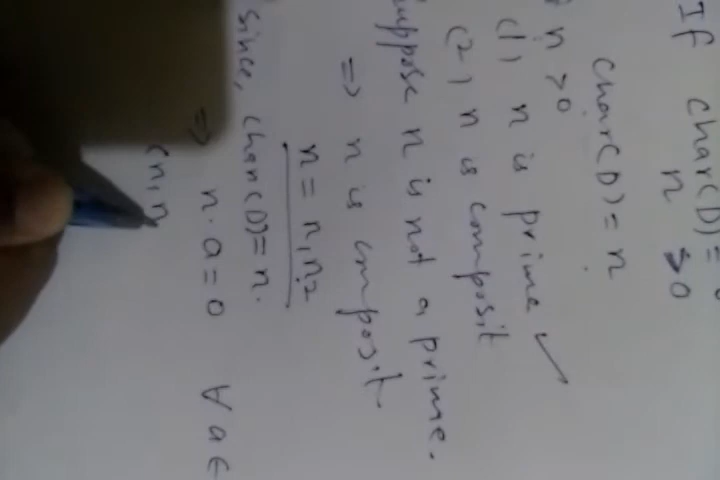 If char(D) =
n > 0
char(D) = n
n > 0
(1) n is prime ✓
(2) n is composit
suppose n is not a prime.
⇒ n is composit
n = n1n2
since, char(D) = n.
⇒ n · a = 0 ∀ a ∈
(n1n